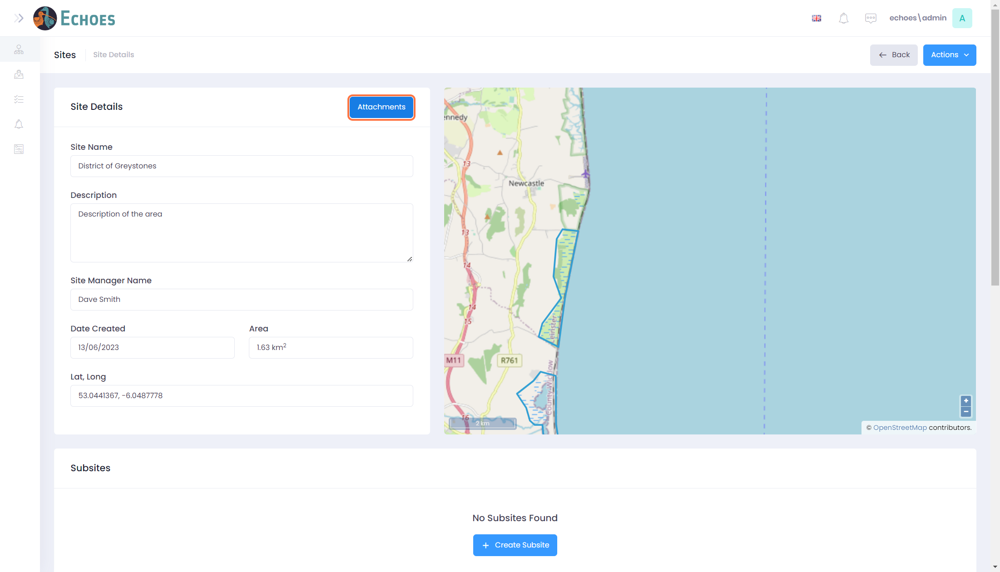 ECHOES
echoes\admin
A
Sites
Site Details
Back
Actions
Site Details
Attachments
Site Name
District of Greystones
Description
Description of the area
Site Manager Name
Dave Smith
Date Created
Area
13/06/2023
1.63 km²
Lat, Long
53.0441367, -6.0487778
ennedy
13
Newcastle
13
14
14
15
Leinster
M11
R761
County Wicklow
16
2 km
+
−
© OpenStreetMap contributors.
Subsites
No Subsites Found
+ Create Subsite